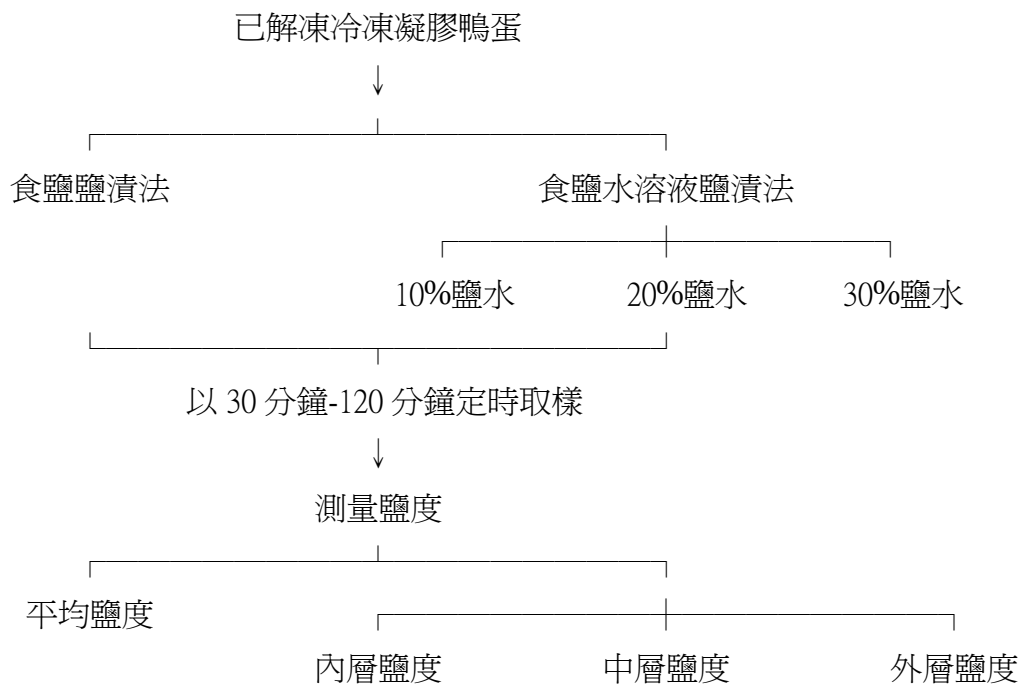 已解凍冷凍凝膠鴨蛋
↓
食鹽鹽漬法 食鹽水溶液鹽漬法
10%鹽水 20%鹽水 30%鹽水
以 30 分鐘-120 分鐘定時取樣
↓
測量鹽度
平均鹽度
內層鹽度 中層鹽度 外層鹽度